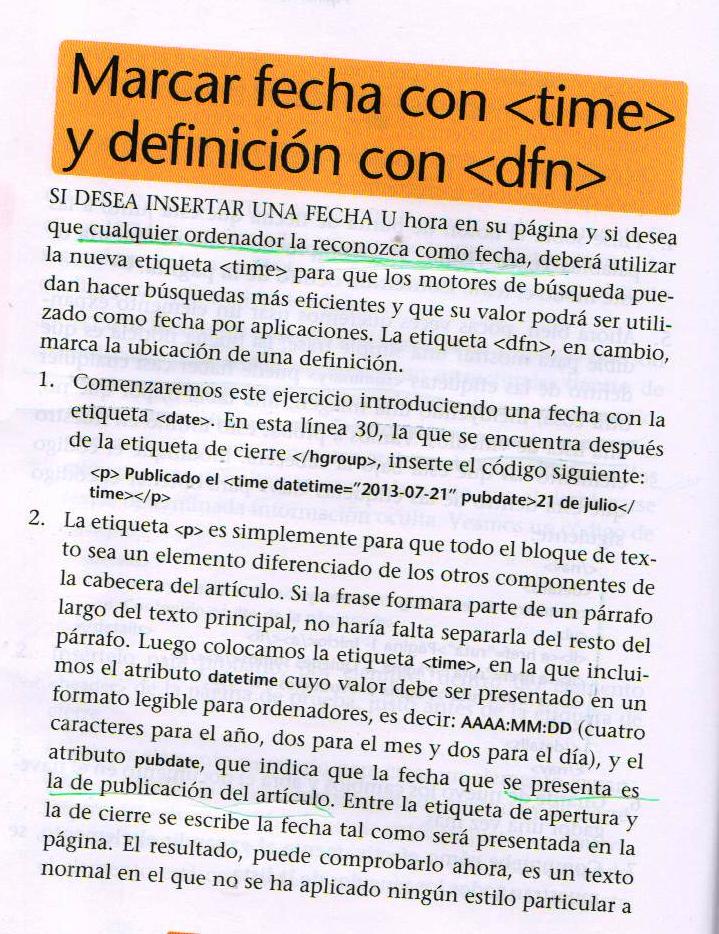 Marcar fecha con <time>
y definición con <dfn>
SI DESEA INSERTAR UNA FECHA U hora en su página y si desea
que cualquier ordenador la reconozca como fecha, deberá utilizar
la nueva etiqueta <time> para que los motores de búsqueda pue-
dan hacer búsquedas más eficientes y que su valor podrá ser utili-
zado como fecha por aplicaciones. La etiqueta <dfn>, en cambio,
marca la ubicación de una definición.
1. Comenzaremos este ejercicio introduciendo una fecha con la
etiqueta <date>. En esta línea 30, la que se encuentra después
de la etiqueta de cierre </hgroup>, inserte el código siguiente:
<p> Publicado el <time datetime="2013-07-21" pubdate>21 de julio</
time></p>
2. La etiqueta <p> es simplemente para que todo el bloque de tex-
to sea un elemento diferenciado de los otros componentes de
la cabecera del artículo. Si la frase formara parte de un párrafo
largo del texto principal, no haría falta separarla del resto del
párrafo. Luego colocamos la etiqueta <time>, en la que inclui-
mos el atributo datetime cuyo valor debe ser presentado en un
formato legible para ordenadores, es decir: AAAA:MM:DD (cuatro
caracteres para el año, dos para el mes y dos para el día), y el
atributo pubdate, que indica que la fecha que se presenta es
la de publicación del artículo. Entre la etiqueta de apertura y
la de cierre se escribe la fecha tal como será presentada en la
página. El resultado, puede comprobarlo ahora, es un texto
normal en el que no se ha aplicado ningún estilo particular a